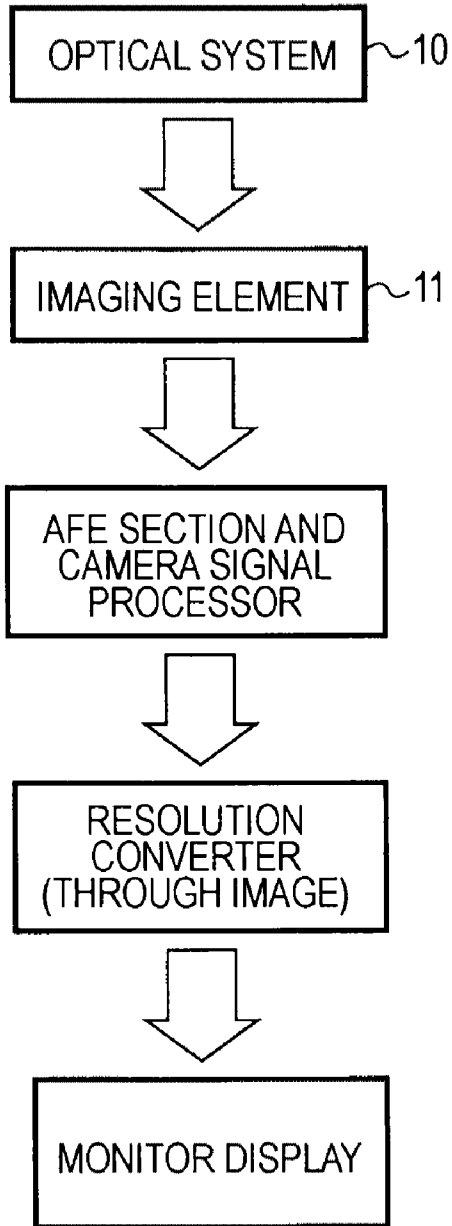 OPTICAL SYSTEM 10
IMAGING ELEMENT 11
AFE SECTION AND
CAMERA SIGNAL
PROCESSOR
RESOLUTION
CONVERTER
(THROUGH IMAGE)
MONITOR DISPLAY